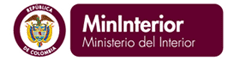 REPÚBLICA
DE COLOMBIA
MinInterior
Ministerio del Interior